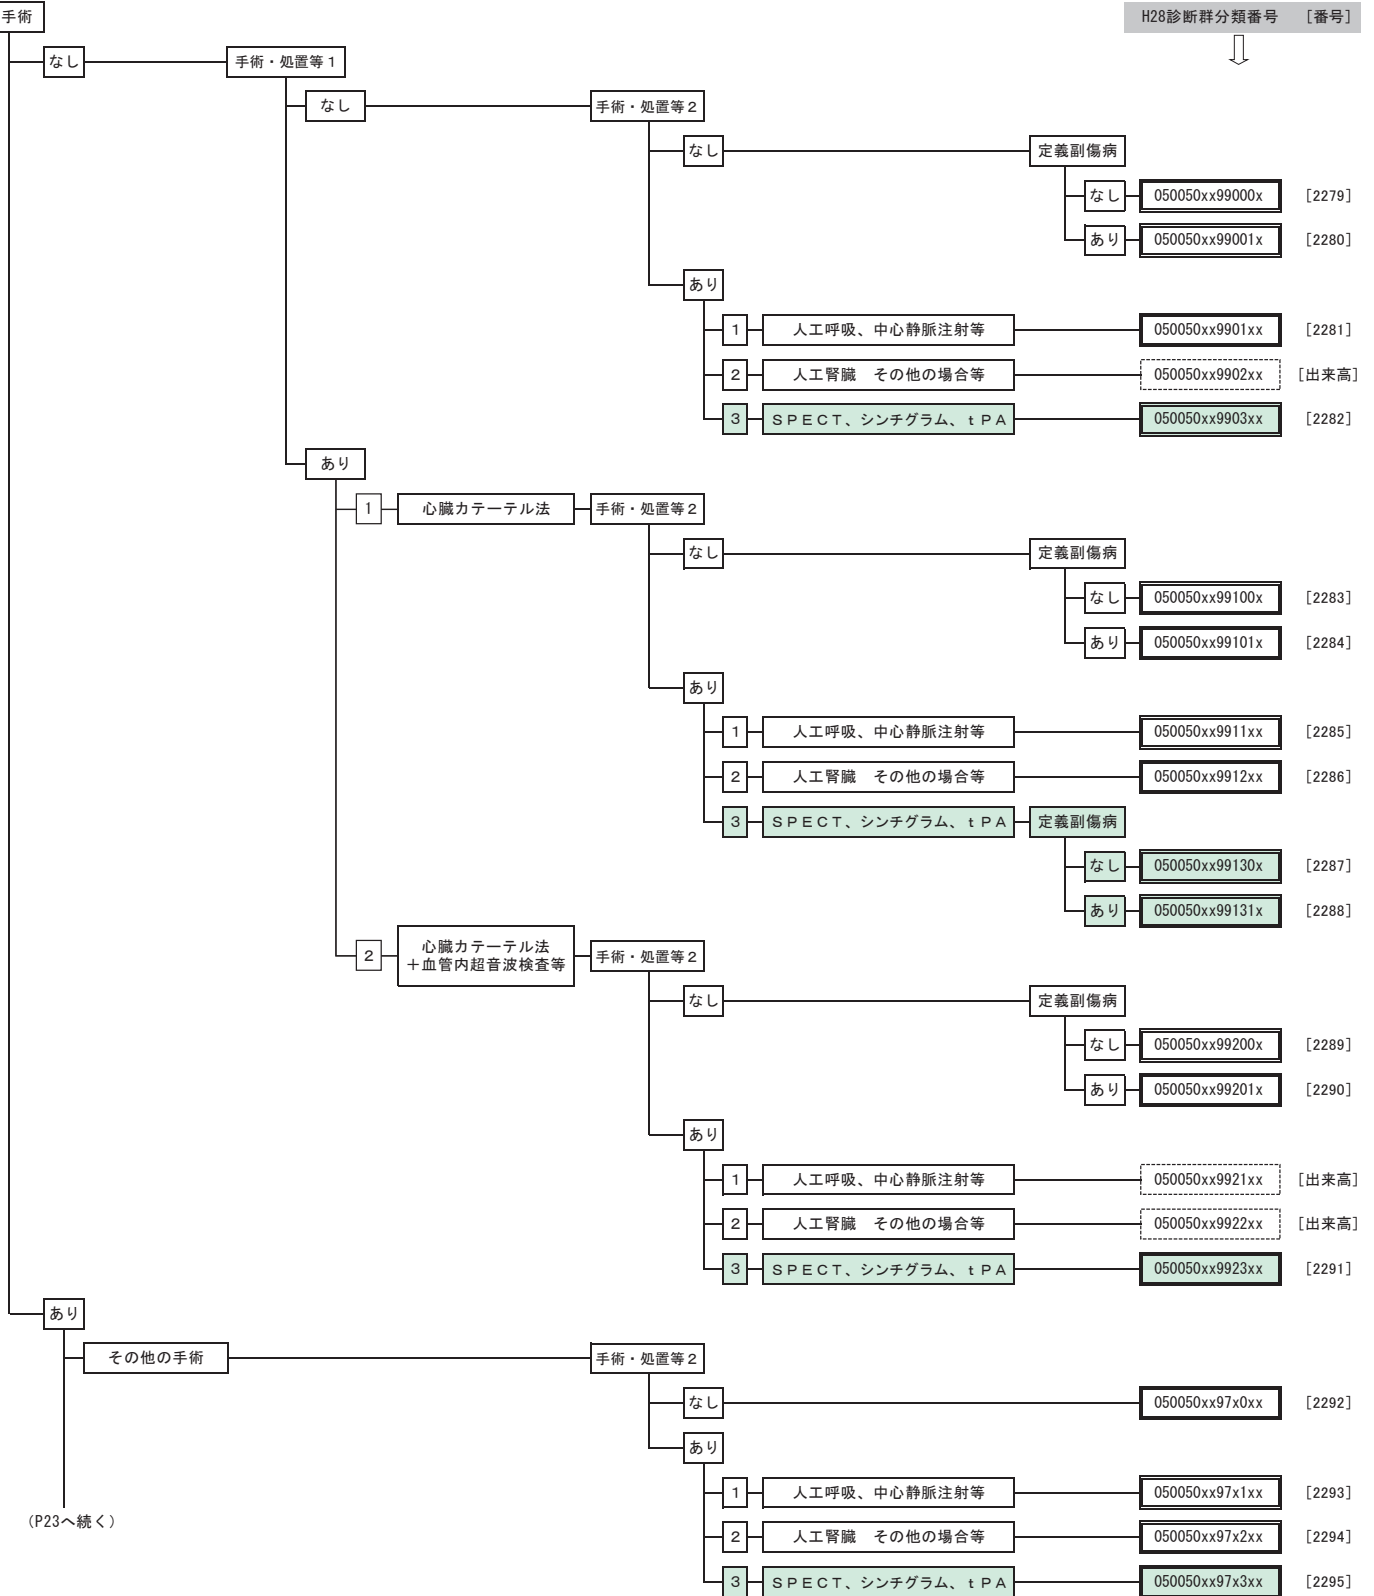 手術
H28診断群分類番号　[番号]
なし
手術・処置等１
なし
手術・処置等２
なし
定義副傷病
なし 050050xx99000x [2279]
あり 050050xx99001x [2280]
あり
1 人工呼吸、中心静脈注射等 050050xx9901xx [2281]
2 人工腎臓　その他の場合等 050050xx9902xx [出来高]
3 ＳＰＥＣＴ、シンチグラム、ｔＰＡ 050050xx9903xx [2282]
あり
1 心臓カテーテル法 手術・処置等２
なし
定義副傷病
なし 050050xx99100x [2283]
あり 050050xx99101x [2284]
あり
1 人工呼吸、中心静脈注射等 050050xx9911xx [2285]
2 人工腎臓　その他の場合等 050050xx9912xx [2286]
3 ＳＰＥＣＴ、シンチグラム、ｔＰＡ 定義副傷病
なし 050050xx99130x [2287]
あり 050050xx99131x [2288]
2 心臓カテーテル法
＋血管内超音波検査等
手術・処置等２
なし
定義副傷病
なし 050050xx99200x [2289]
あり 050050xx99201x [2290]
あり
1 人工呼吸、中心静脈注射等 050050xx9921xx [出来高]
2 人工腎臓　その他の場合等 050050xx9922xx [出来高]
3 ＳＰＥＣＴ、シンチグラム、ｔＰＡ 050050xx9923xx [2291]
あり
その他の手術 手術・処置等２
なし 050050xx97x0xx [2292]
あり
1 人工呼吸、中心静脈注射等 050050xx97x1xx [2293]
（P23へ続く）
2 人工腎臓　その他の場合等 050050xx97x2xx [2294]
3 ＳＰＥＣＴ、シンチグラム、ｔＰＡ 050050xx97x3xx [2295]